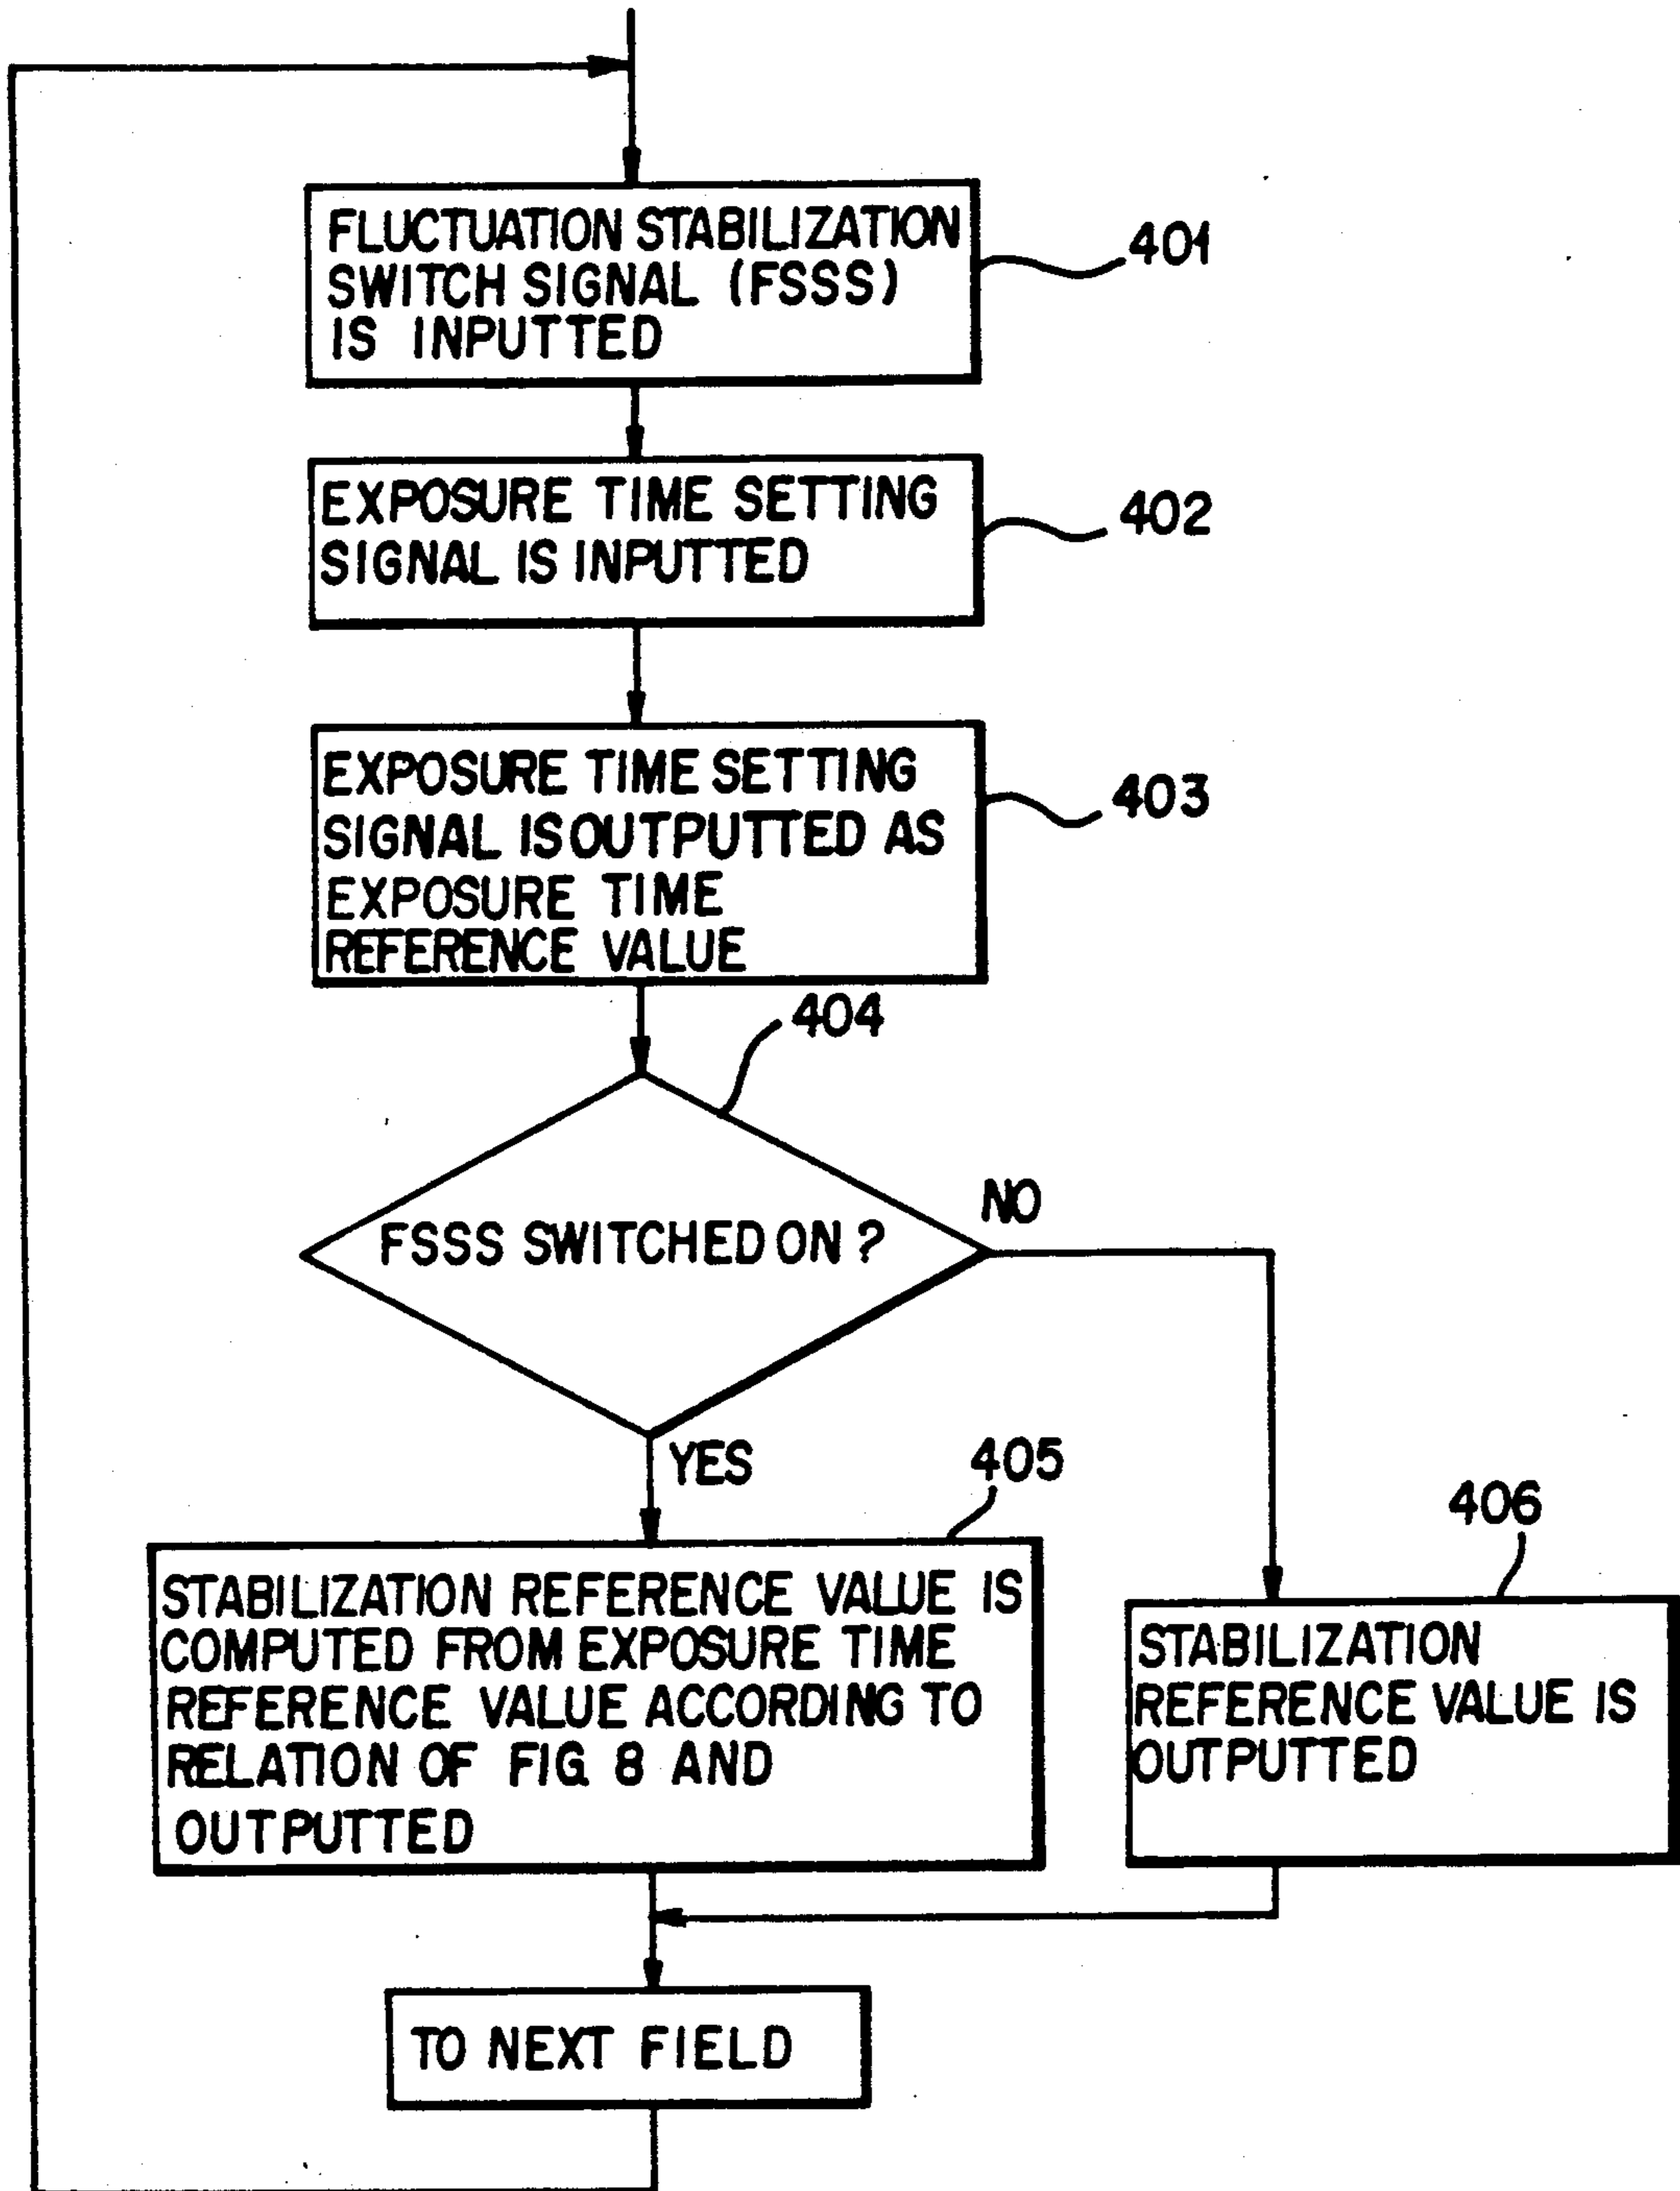 FLUCTUATION STABILIZATION
SWITCH SIGNAL (FSSS)
IS INPUTTED
401
EXPOSURE TIME SETTING
SIGNAL IS INPUTTED
402
EXPOSURE TIME SETTING
SIGNAL IS OUTPUTTED AS
EXPOSURE TIME
REFERENCE VALUE
403
404
FSSS SWITCHED ON ?
NO
YES
405
STABILIZATION REFERENCE VALUE IS
COMPUTED FROM EXPOSURE TIME
REFERENCE VALUE ACCORDING TO
RELATION OF FIG. 8 AND
OUTPUTTED
406
STABILIZATION
REFERENCE VALUE IS
OUTPUTTED
TO NEXT FIELD